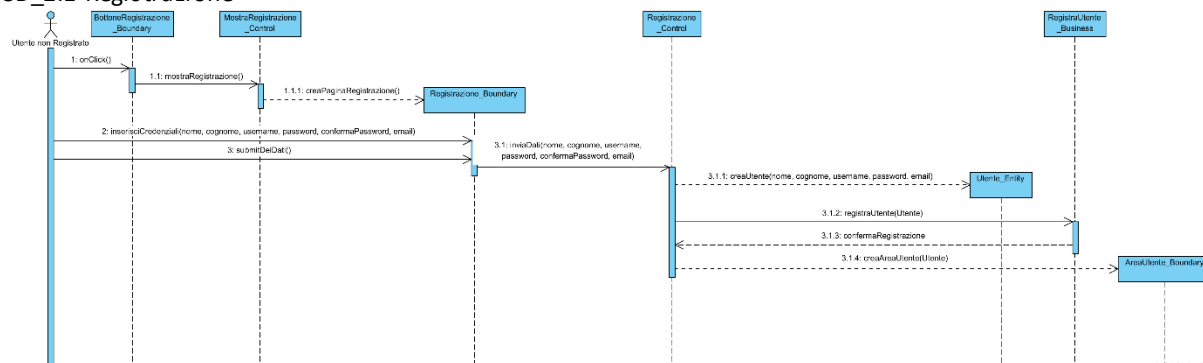 SD_2.1 Registrazione
BottoneRegistrazione
_Boundary
MostraRegistrazione
_Control
Registrazione
_Control
RegistraUtente
_Business
Utente non Registrato
1: onClick()
1.1: mostraRegistrazione()
1.1.1: creaPaginaRegistrazione()
Registrazione_Boundary
2: inserisciCredenziali(nome, cognome, username, password, confermaPassword, email)
3: submitDeiDati()
3.1: inviaDati(nome, cognome, username,
password, confermaPassword, email)
3.1.1: creaUtente(nome, cognome, username, password, email)
Utente_Entity
3.1.2: registraUtente(Utente)
3.1.3: confermaRegistrazione
3.1.4: creaAreaUtente(Utente)
AreaUtente_Boundary